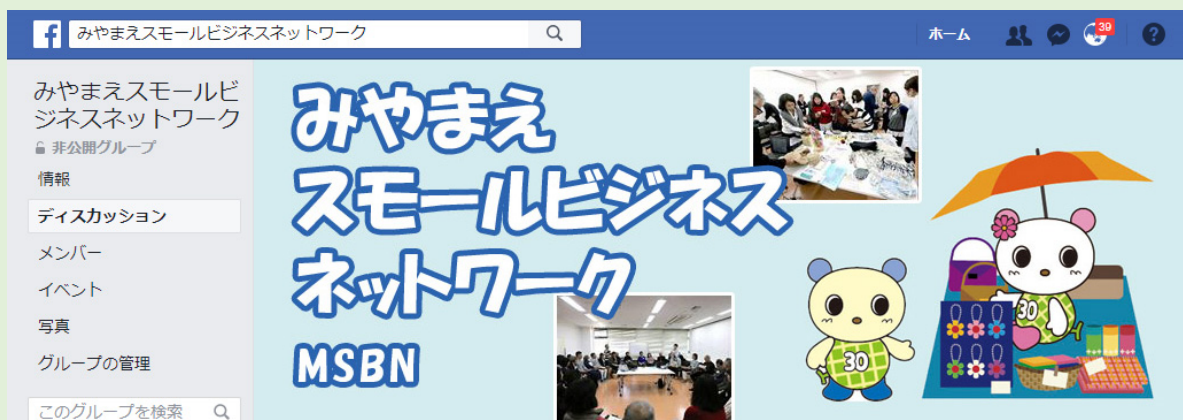 みやまえスモールビジネスネットワーク
ホーム
39
みやまえスモールビ
ジネスネットワーク
非公開グループ
情報
ディスカッション
メンバー
イベント
写真
グループの管理
このグループを検索
みやまえ
スモールビジネス
ネットワーク
MSBN
30
30